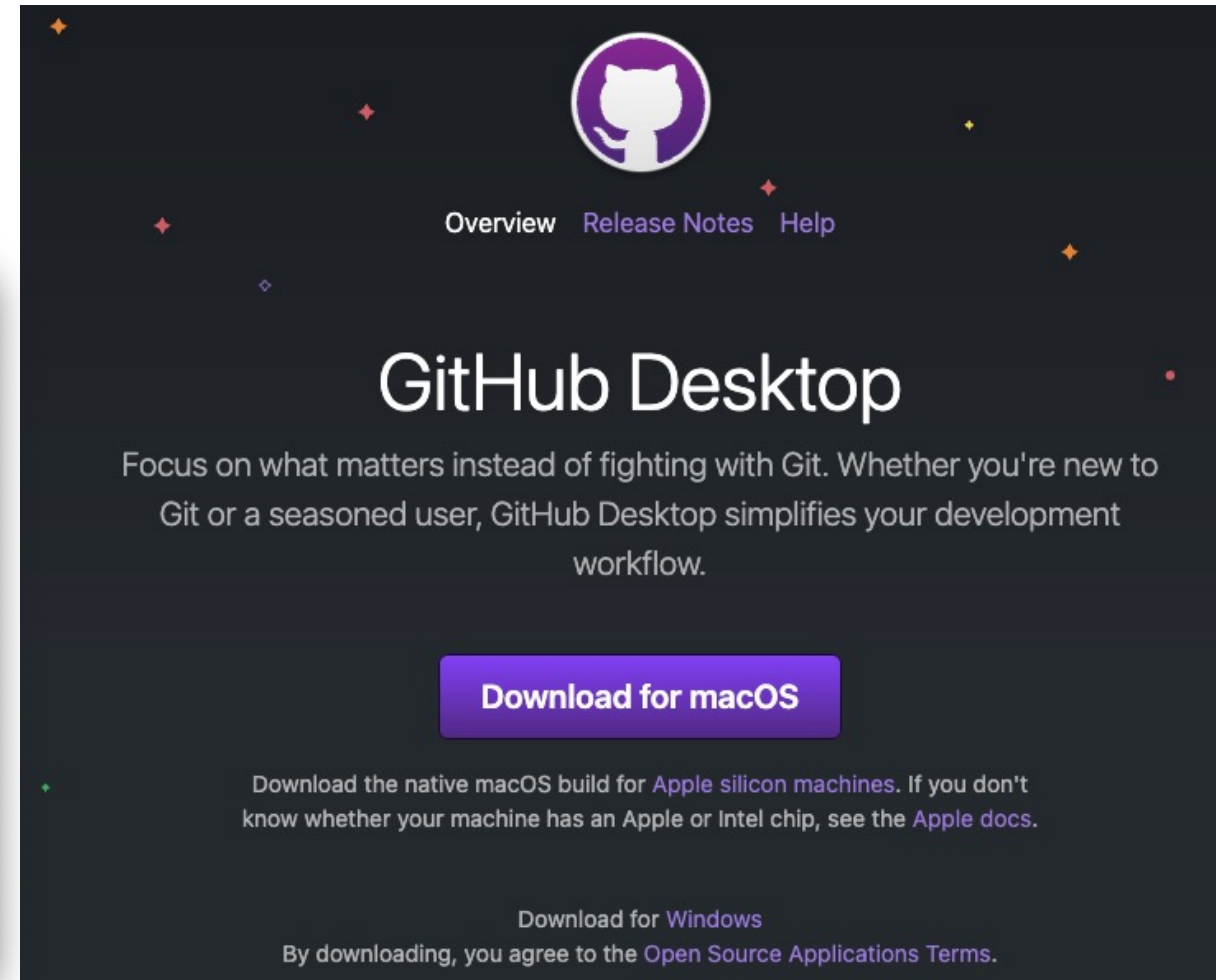 Overview Release Notes Help
GitHub Desktop
Focus on what matters instead of fighting with Git. Whether you're new to
Git or a seasoned user, GitHub Desktop simplifies your development
workflow.
Download for macOS
Download the native macOS build for Apple silicon machines. If you don't
know whether your machine has an Apple or Intel chip, see the Apple docs.
Download for Windows
By downloading, you agree to the Open Source Applications Terms.